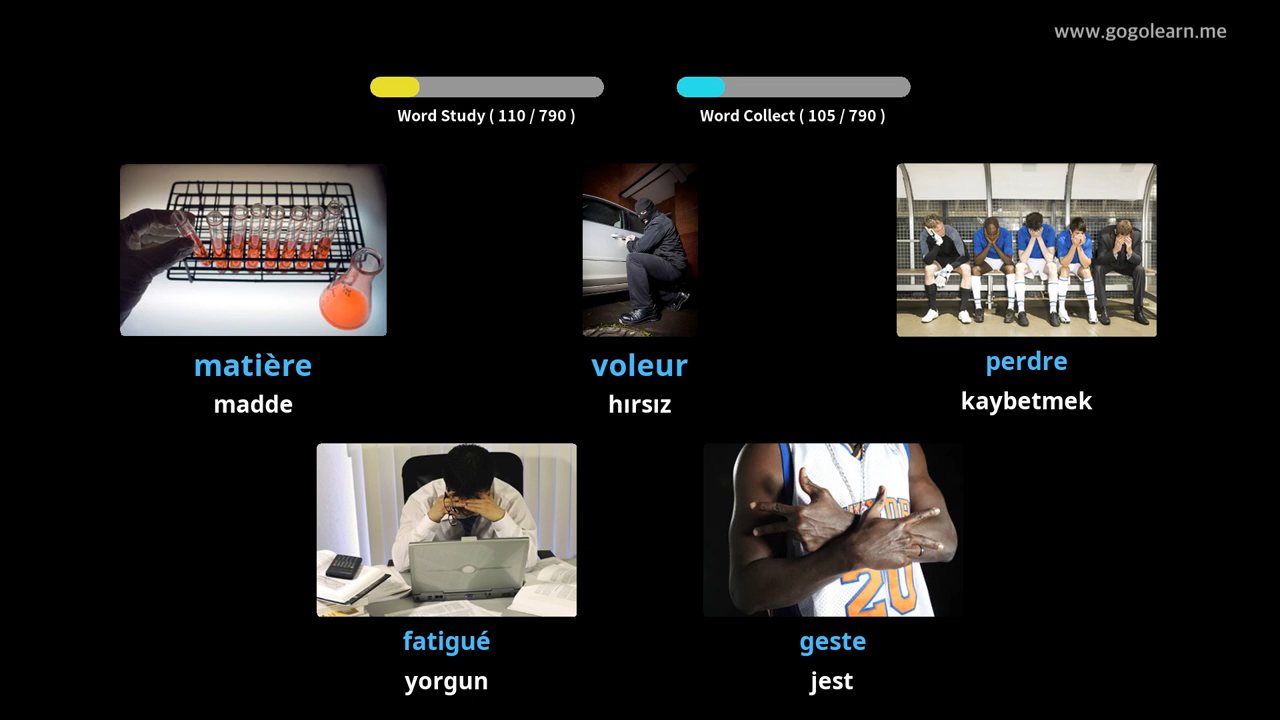 www.gogolearn.me
Word Study ( 110 / 790 )
Word Collect ( 105 / 790 )
matière
madde
voleur
hırsız
perdre
kaybetmek
fatigué
yorgun
geste
jest
20